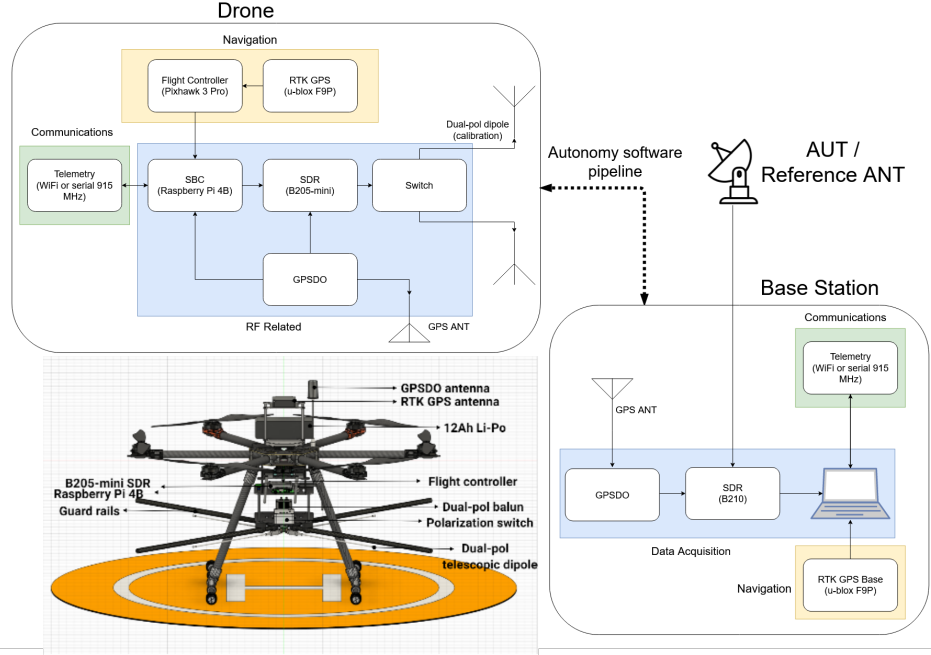 Drone
Navigation
Flight Controller
(Pixhawk 3 Pro)
RTK GPS
(u-blox F9P)
Communications
Telemetry
(WiFi or serial 915
MHz)
SBC
(Raspberry Pi 4B)
SDR
(B205-mini)
Switch
Dual-pol dipole
(calibration)
GPSDO
RF Related
GPS ANT
Autonomy software
pipeline
AUT /
Reference ANT
Base Station
Communications
Telemetry
(WiFi or serial 915
MHz)
GPS ANT
GPSDO
SDR
(B210)
Data Acquisition
Navigation
RTK GPS Base
(u-blox F9P)
GPSDO antenna
RTK GPS antenna
12Ah Li-Po
Flight controller
B205-mini SDR
Raspberry Pi 4B
Guard rails
Dual-pol balun
Polarization switch
Dual-pol
telescopic dipole